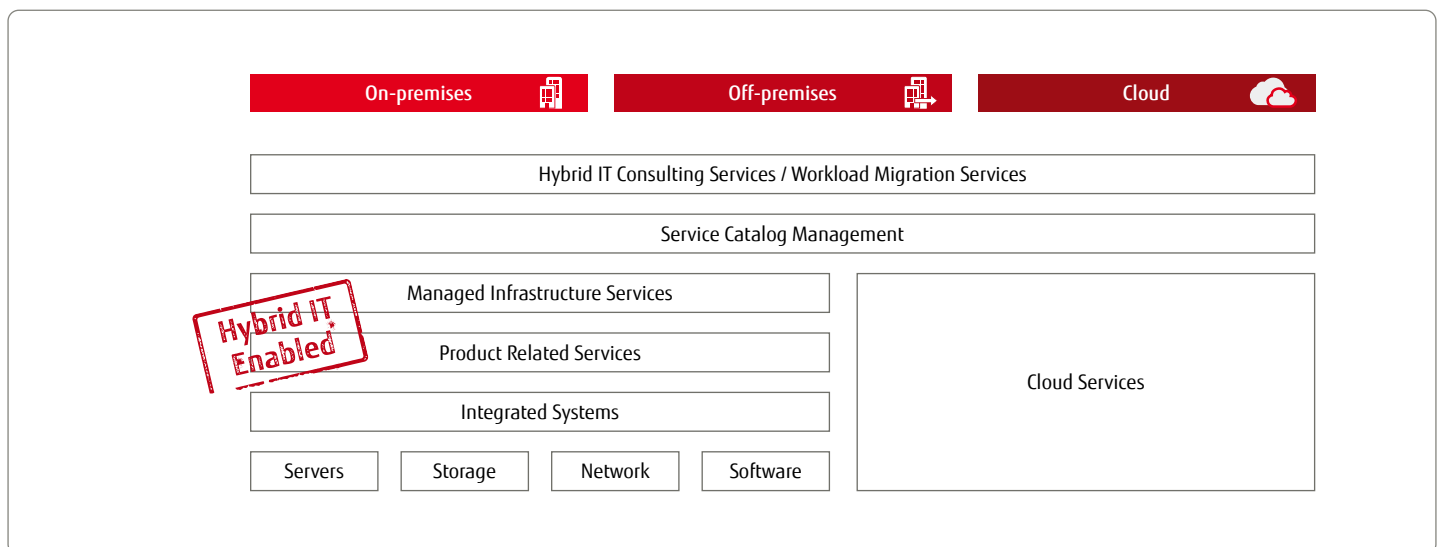 On-premises
Off-premises
Cloud
Hybrid IT Consulting Services / Workload Migration Services
Service Catalog Management
Managed Infrastructure Services
Hybrid IT
Enabled
Product Related Services
Cloud Services
Integrated Systems
Servers
Storage
Network
Software